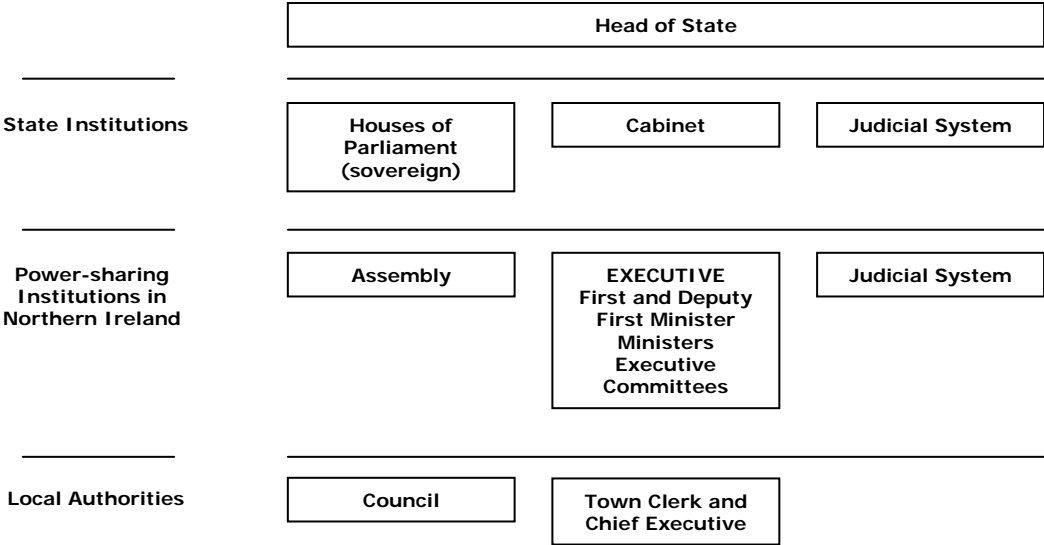 Head of State
State Institutions
Houses of
Parliament
(sovereign)
Cabinet
Judicial System
Power-sharing
Institutions in
Northern Ireland
Assembly
EXECUTIVE
First and Deputy
First Minister
Ministers
Executive
Committees
Judicial System
Local Authorities
Council
Town Clerk and
Chief Executive